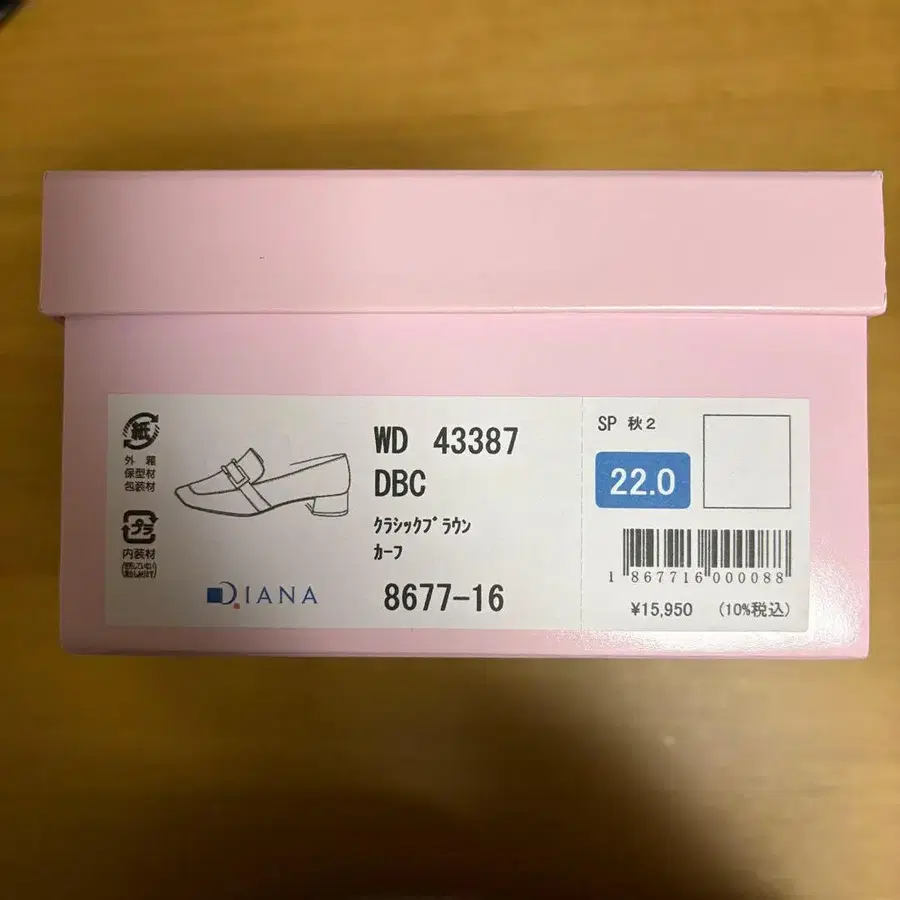 紙
外 箱
保型材
包装材
プラ
内装材
DIANA
WD 43387
DBC
ｸﾗｼｯｸﾌﾞﾗｳﾝ
ｶｰﾌ
8677-16
SP 秋2
22.0
1 867716 000088
¥15,950 (10%税込)